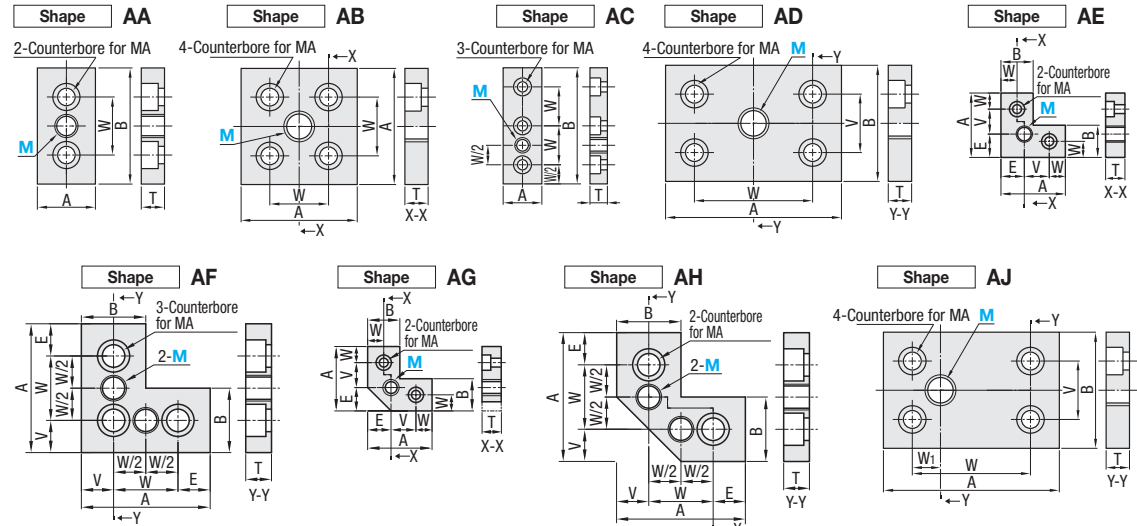 Shape AA
2-Counterbore for MA
M
W
B
A
T
Shape AB
4-Counterbore for MA
M
X
W
A
W
A
X
T
X-X
Shape AC
3-Counterbore for MA
M
W
W
W/2
W/2
B
A
T
Shape AD
4-Counterbore for MA M
Y
V
B
W
A
Y
T
Y-Y
Shape AE
X
B
W
2-Counterbore
for MA
M
A
W
V
E
B
W
E V W
A
X
T
X-X
Shape AF
Y
B
3-Counterbore
for MA
2-M
A
E
W
W/2
W/2
V
B
W/2 W/2
V W E
A
Y
T
Y-Y
Shape AG
X
B
W
2-Counterbore
for MA
M
A
W
V
E
B
W
E V W
A
X
T
X-X
Shape AH
Y
B
2-Counterbore
for MA
2-M
A
E
W
W/2
W/2
V
B
W/2 W/2
V W E
A
Y
T
Y-Y
Shape AJ
4-Counterbore for MA M
Y
V
B
W1
W
A
Y
T
Y-Y